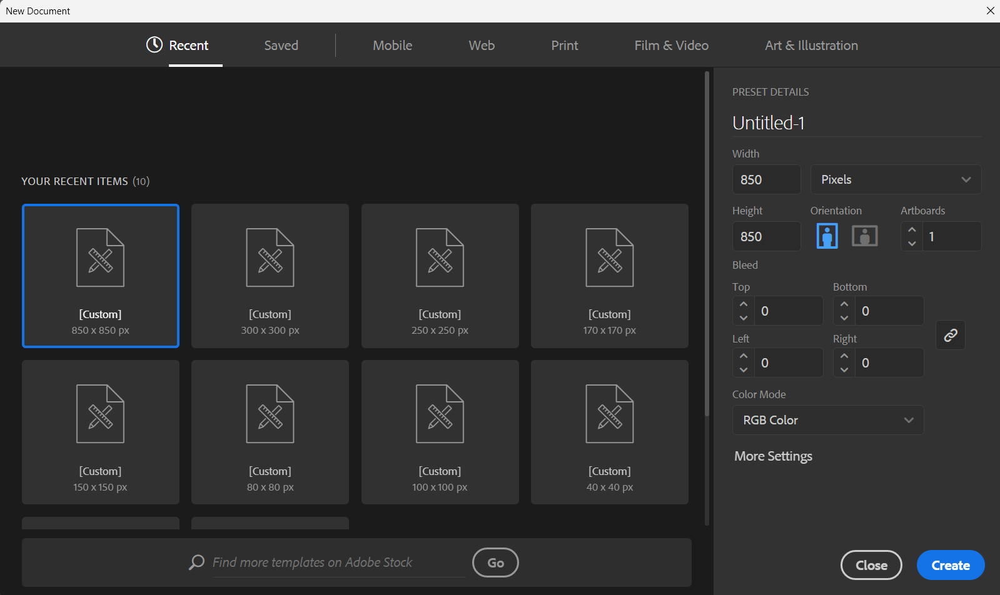 New Document
Recent
Saved
Mobile
Web
Print
Film & Video
Art & Illustration
YOUR RECENT ITEMS (10)
[Custom]
850 x 850 px
[Custom]
300 x 300 px
[Custom]
250 x 250 px
[Custom]
170 x 170 px
[Custom]
150 x 150 px
[Custom]
80 x 80 px
[Custom]
100 x 100 px
[Custom]
40 x 40 px
Find more templates on Adobe Stock
Go
PRESET DETAILS
Untitled-1
Width
850
Pixels
Height
Orientation
Artboards
850
1
Bleed
Top
Bottom
0
0
Left
Right
0
0
Color Mode
RGB Color
More Settings
Close
Create